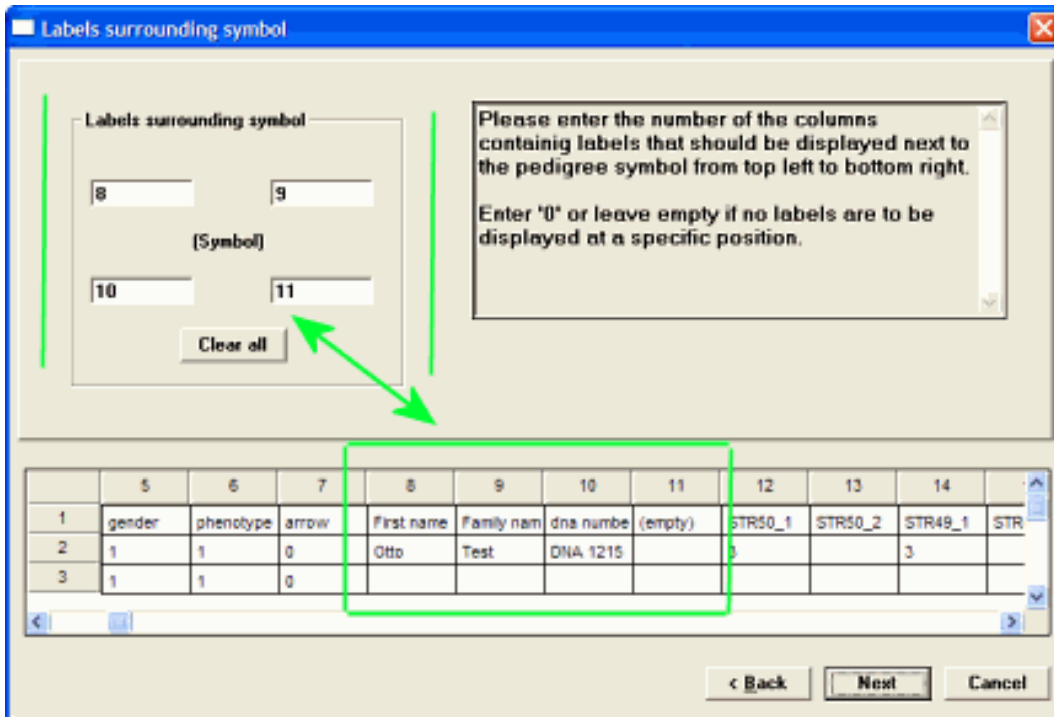 Labels surrounding symbol
Labels surrounding symbol
8 9
(Symbol)
10 11
Clear all
Please enter the number of the columns
containig labels that should be displayed next to
the pedigree symbol from top left to bottom right.
Enter '0' or leave empty if no labels are to be
displayed at a specific position.
5 6 7 8 9 10 11 12 13 14
1 gender phenotype arrow First name Family nam dna numbe (empty) STR50_1 STR50_2 STR49_1 STR
2 1 1 0 Otto Test DNA 1215 3 3
3 1 1 0
< Back Next Cancel